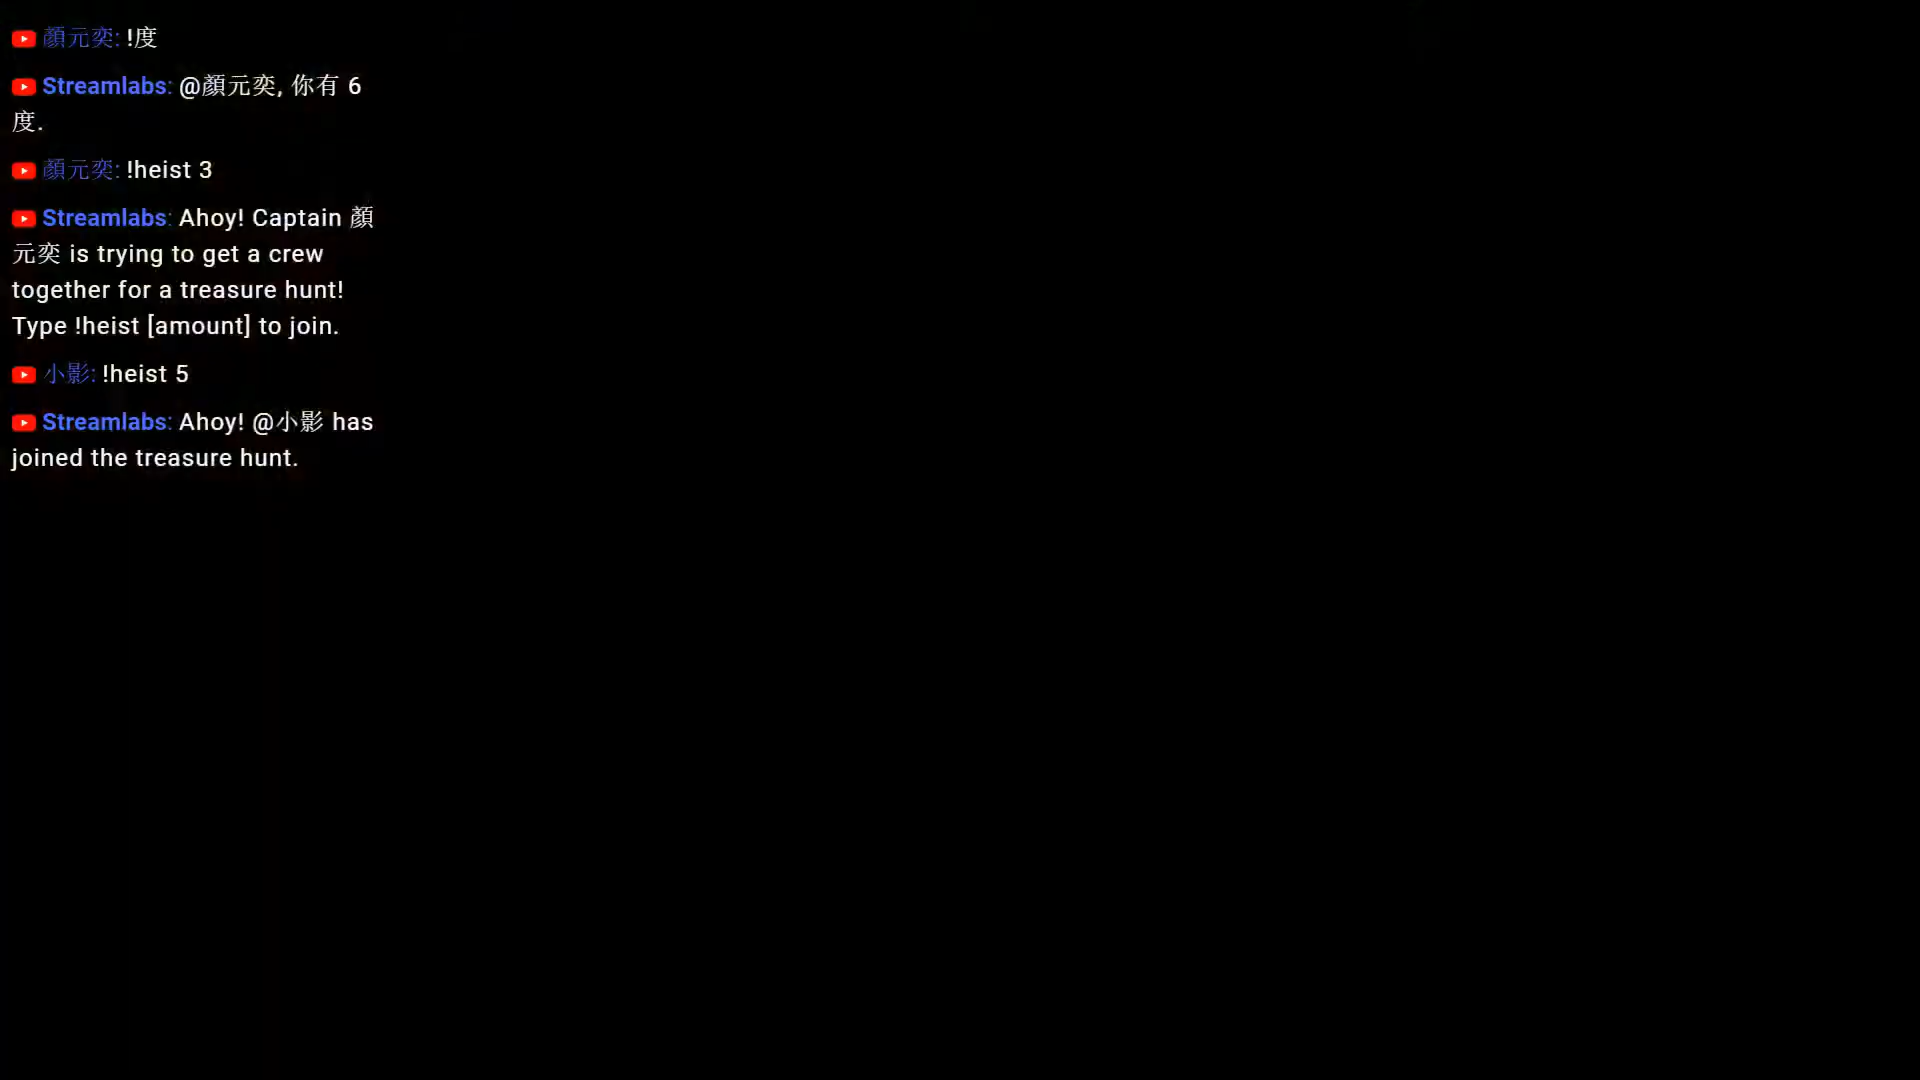 顏元奕: !度
Streamlabs: @顏元奕, 你有 6
度.
顏元奕: !heist 3
Streamlabs: Ahoy! Captain 顏
元奕 is trying to get a crew
together for a treasure hunt!
Type !heist [amount] to join.
小影: !heist 5
Streamlabs: Ahoy! @小影 has
joined the treasure hunt.